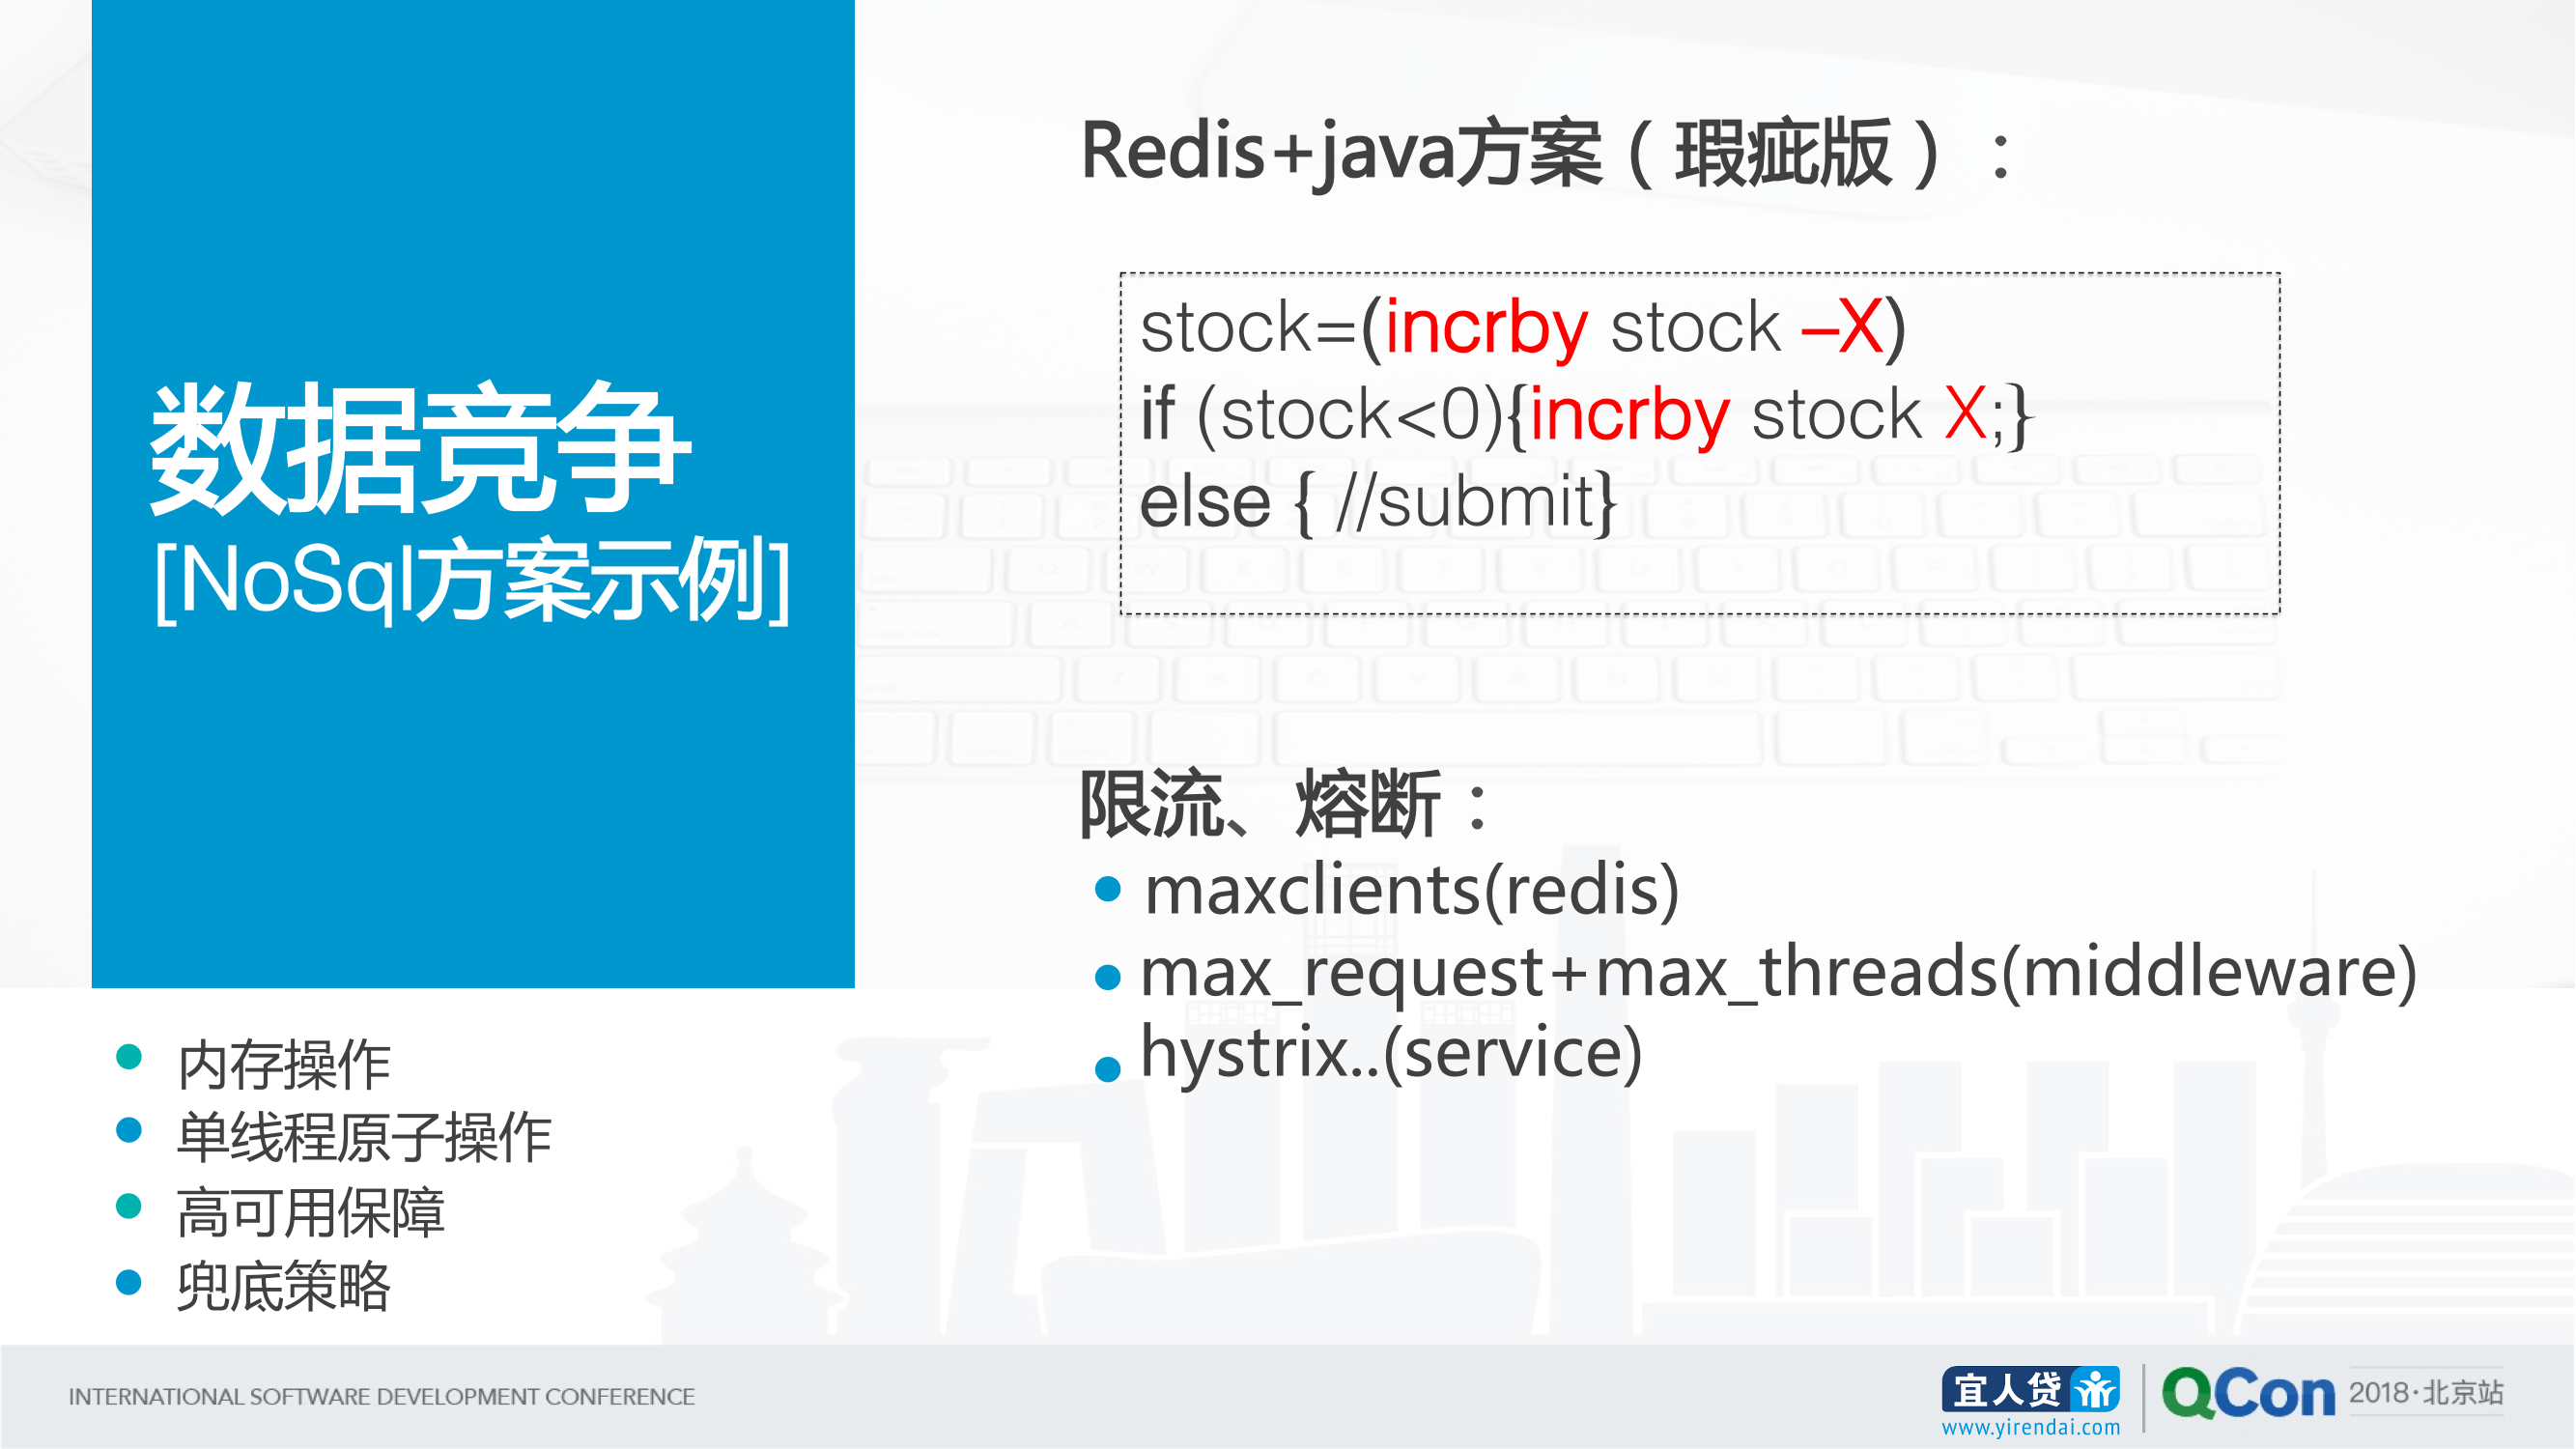 数据竞争
[NoSql方案示例]
内存操作
单线程原子操作
高可用保障
兜底策略
Redis+java方案（瑕疵版）：
stock=(incrby stock –X)
if (stock<0){incrby stock X;}
else { //submit}
限流、熔断：
maxclients(redis)
max_request+max_threads(middleware)
hystrix..(service)
INTERNATIONAL SOFTWARE DEVELOPMENT CONFERENCE
宜人贷
www.yirendai.com
QCon 2018·北京站